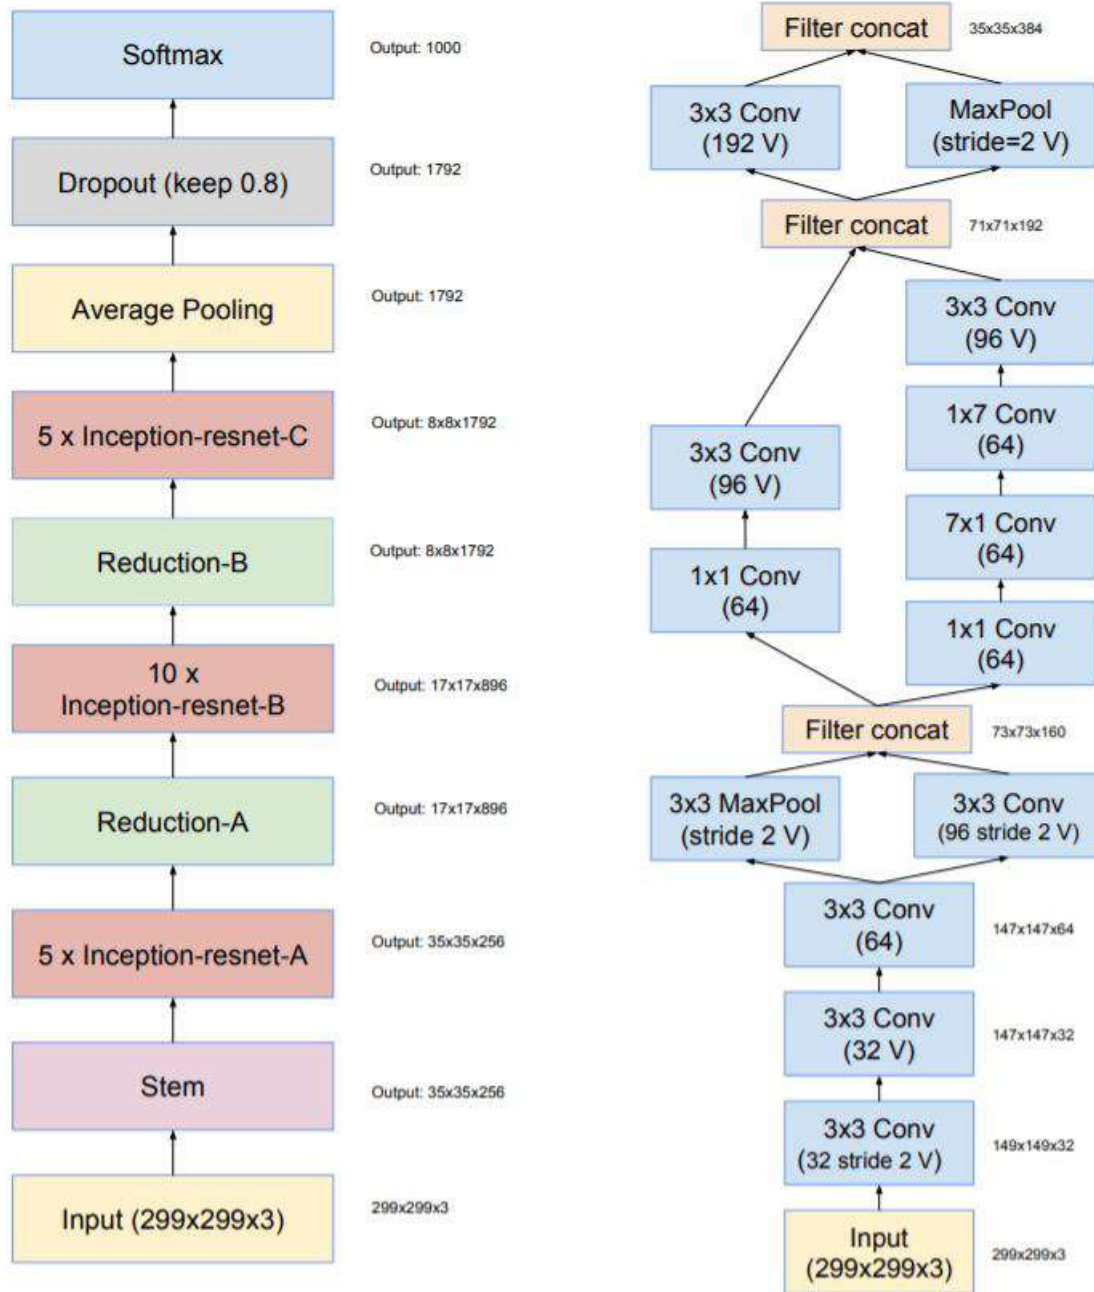 Softmax
Output: 1000
Dropout (keep 0.8)
Output: 1792
Average Pooling
Output: 1792
5 x Inception-resnet-C
Output: 8x8x1792
Reduction-B
Output: 8x8x1792
10 x
Inception-resnet-B
Output: 17x17x896
Reduction-A
Output: 17x17x896
5 x Inception-resnet-A
Output: 35x35x256
Stem
Output: 35x35x256
Input (299x299x3)
299x299x3
Filter concat
35x35x384
3x3 Conv
(192 V)
MaxPool
(stride=2 V)
Filter concat
71x71x192
3x3 Conv
(96 V)
1x7 Conv
(64)
3x3 Conv
(96 V)
7x1 Conv
(64)
1x1 Conv
(64)
1x1 Conv
(64)
Filter concat
73x73x160
3x3 MaxPool
(stride 2 V)
3x3 Conv
(96 stride 2 V)
3x3 Conv
(64)
147x147x64
3x3 Conv
(32 V)
147x147x32
3x3 Conv
(32 stride 2 V)
149x149x32
Input
(299x299x3)
299x299x3